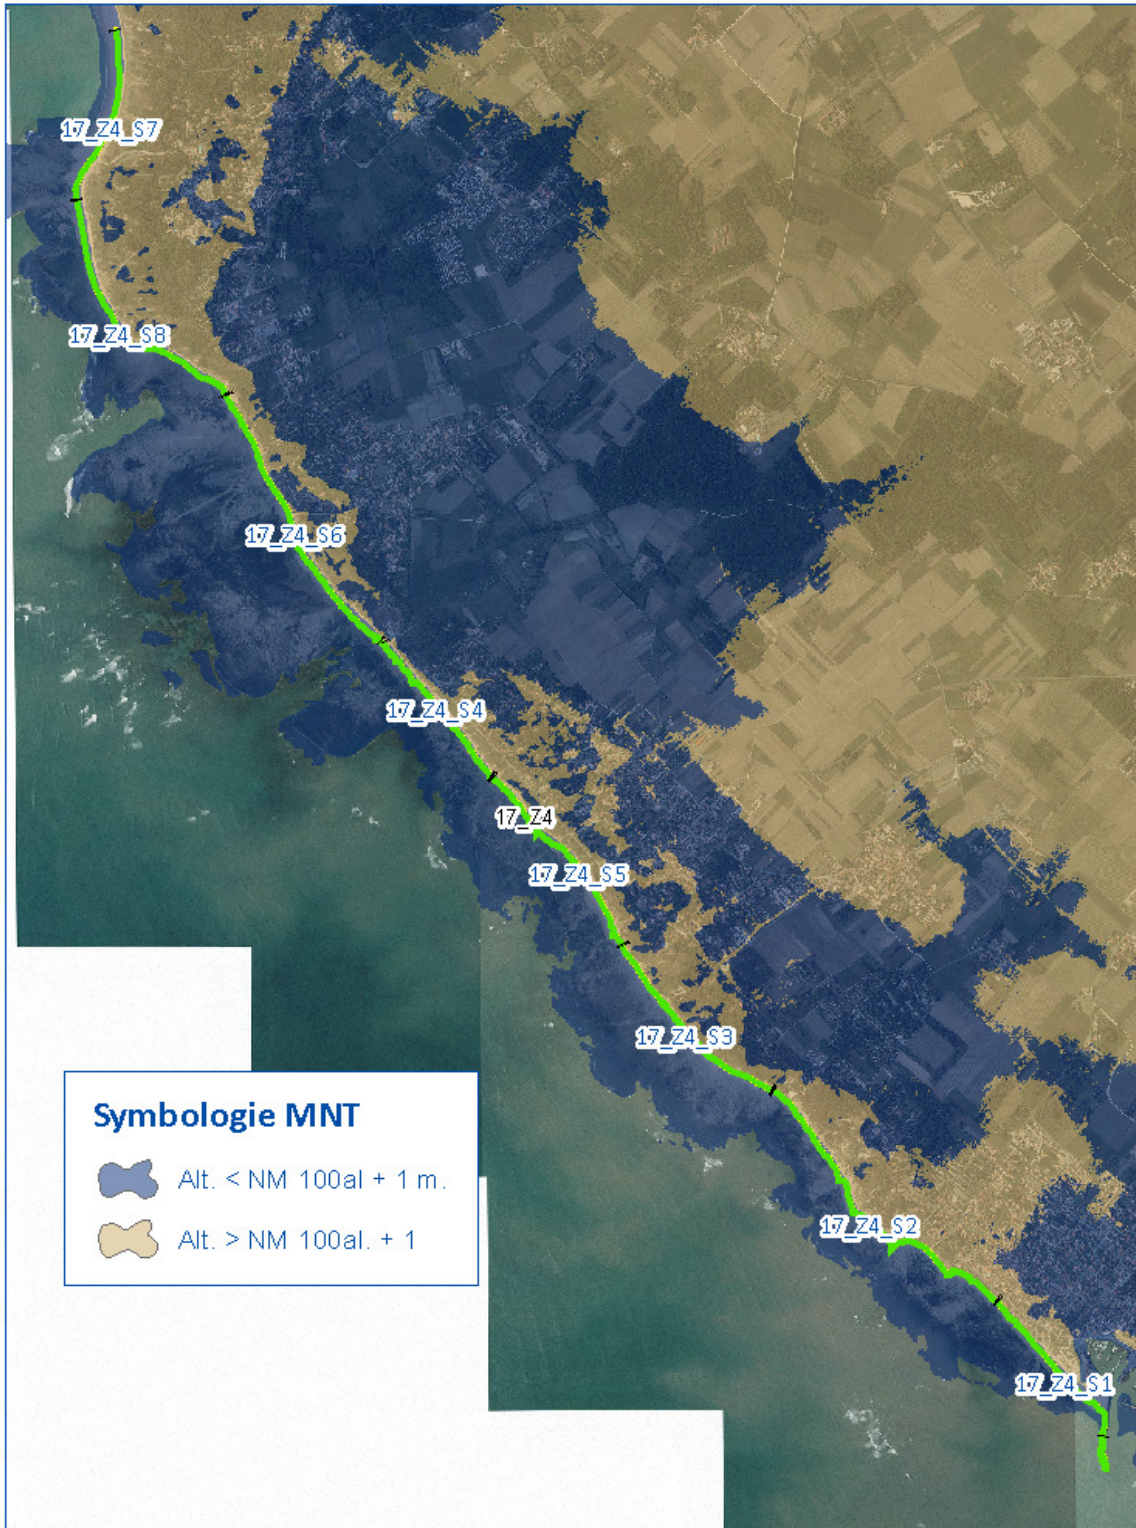 17_Z4_S7
17_Z4_S8
17_Z4_S6
17_Z4_S4
17_Z4
17_Z4_S5
17_Z4_S3
17_Z4_S2
17_Z4_S1
Symbologie MNT
Alt. < NM 100al + 1 m.
Alt. > NM 100al. + 1